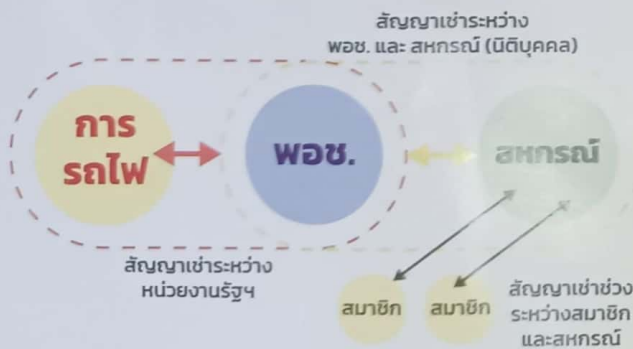 สัญญาเช่าระหว่าง
พอช. และ สหกรณ์ (นิติบุคคล)
การ
รถไฟ
พอช.
สหกรณ์
สัญญาเช่าระหว่าง
หน่วยงานรัฐฯ
สมาชิก
สมาชิก
สัญญาเช่าช่วง
ระหว่างสมาชิก
และสหกรณ์